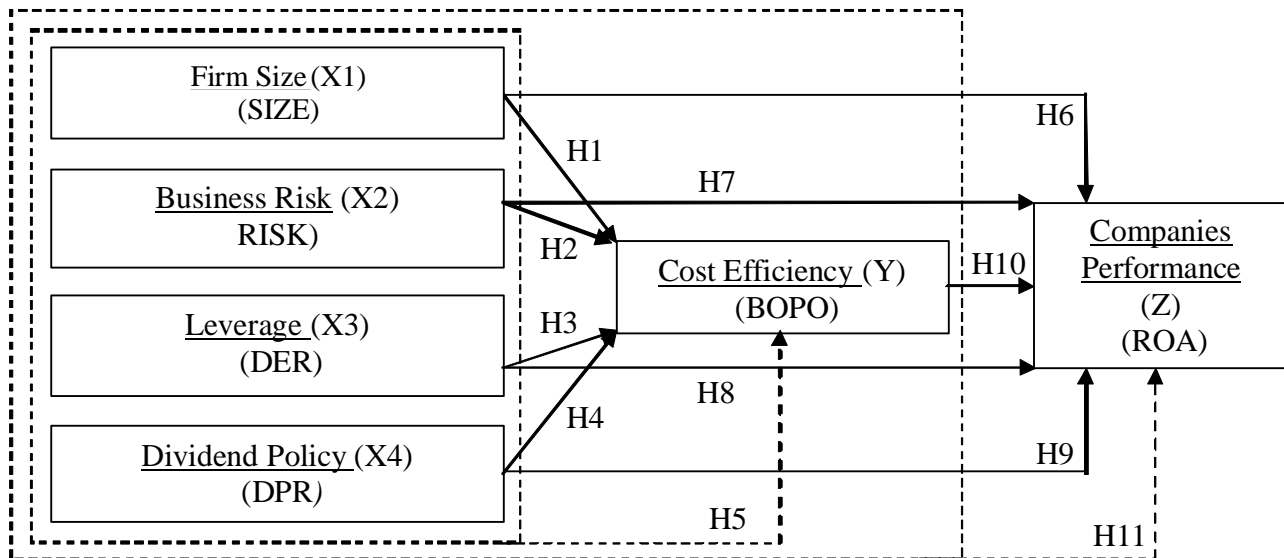 Firm Size (X1)
(SIZE)
H6
H1
Business Risk (X2)
RISK)
H7
H2
Companies
Performance
(Z)
(ROA)
Cost Efficiency (Y)
(BOPO)
H10
Leverage (X3)
(DER)
H3
H8
H4
Dividend Policy (X4)
(DPR)
H9
H5
H11